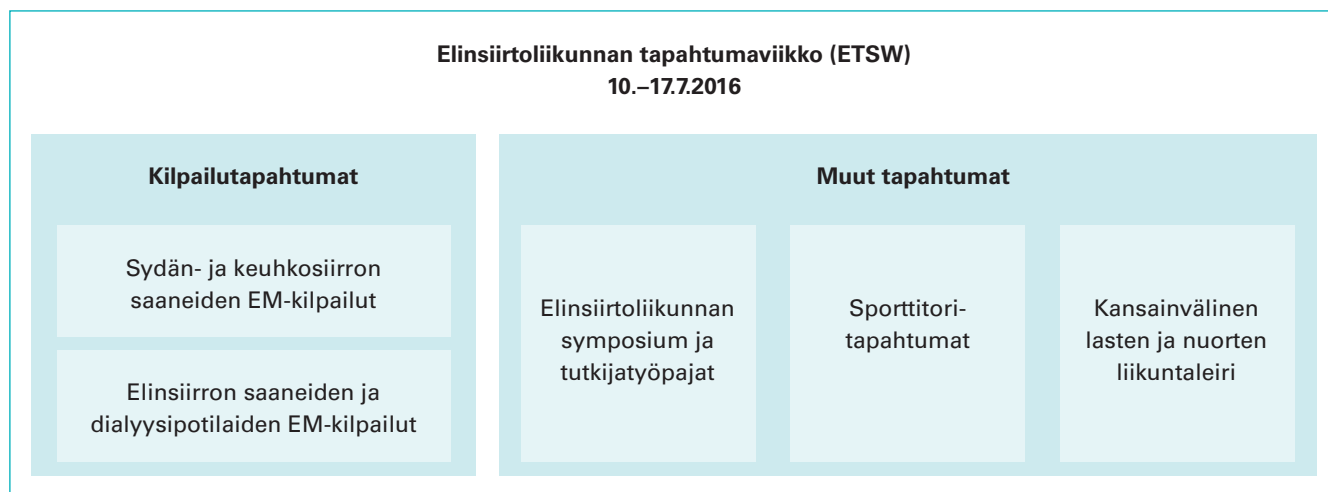 Elinsiirtoliikunnan tapahtumaviikko (ETSW)
10.–17.7.2016
Kilpailutapahtumat
Sydän- ja keuhkosiirron
saaneiden EM-kilpailut
Elinsiirron saaneiden ja
dialyysipotilaiden EM-kilpailut
Muut tapahtumat
Elinsiirtoliikunnan
symposium ja
tutkijatyöpajat
Sporttitori-
tapahtumat
Kansainvälinen
lasten ja nuorten
liikuntaleiri